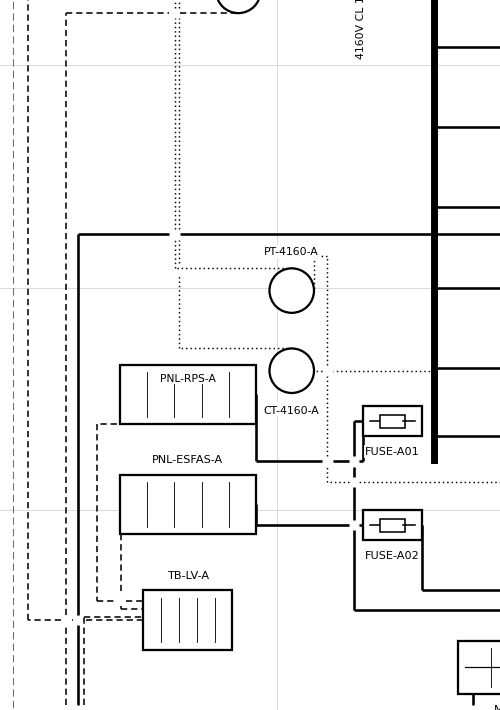 4160V CL 1
PT-4160-A
PNL-RPS-A
CT-4160-A
FUSE-A01
PNL-ESFAS-A
FUSE-A02
TB-LV-A